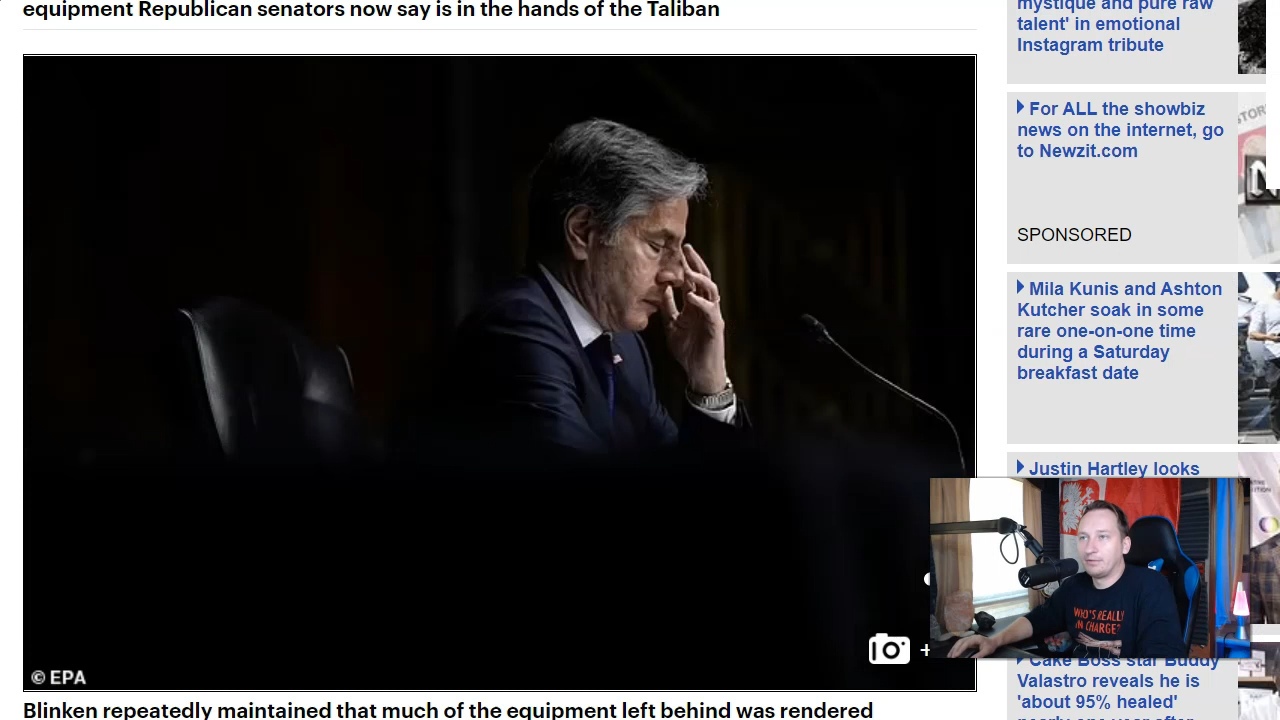 equipment Republican senators now say is in the hands of the Taliban
© EPA
Blinken repeatedly maintained that much of the equipment left behind was rendered
mystique and pure raw
talent' in emotional
Instagram tribute
For ALL the showbiz
news on the internet, go
to Newzit.com
SPONSORED
Mila Kunis and Ashton
Kutcher soak in some
rare one-on-one time
during a Saturday
breakfast date
Justin Hartley looks
WHO'S REALLY
IN CHARGE?
Cake Boss star Buddy
Valastro reveals he is
'about 95% healed'